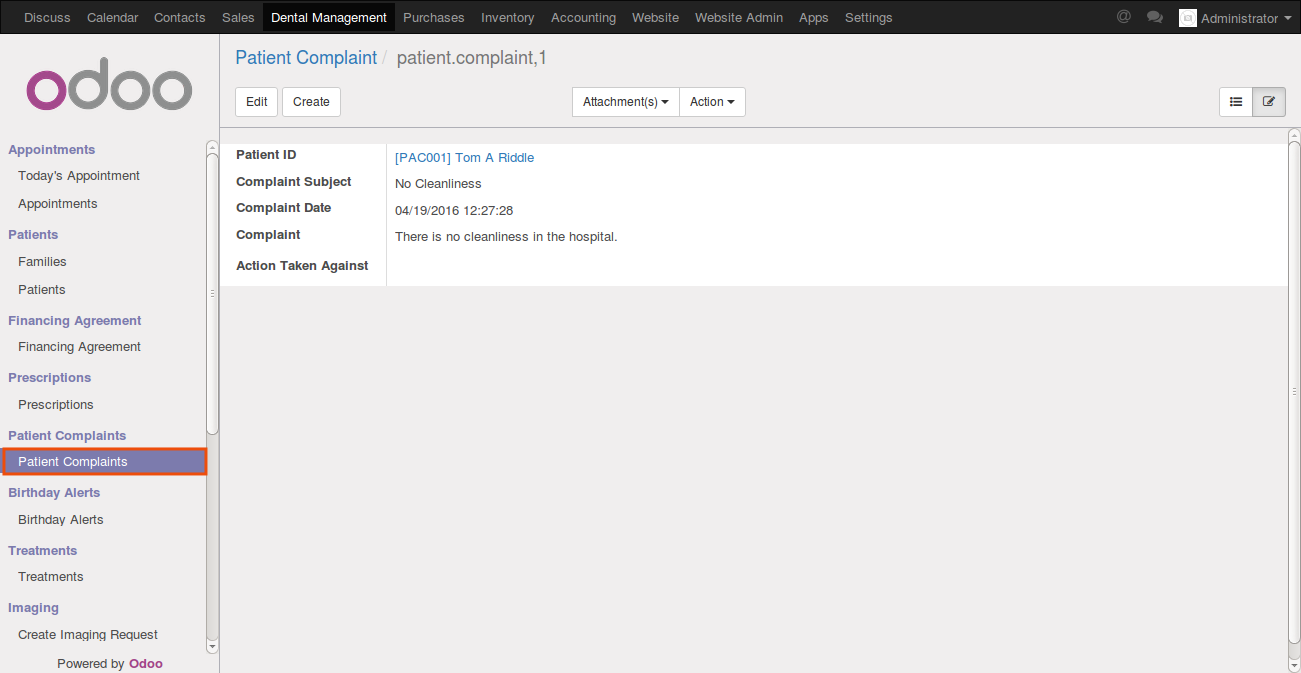 Discuss Calendar Contacts Sales Dental Management Purchases Inventory Accounting Website Website Admin Apps Settings @ Administrator
odoo
Appointments
Today's Appointment
Appointments
Patients
Families
Patients
Financing Agreement
Financing Agreement
Prescriptions
Prescriptions
Patient Complaints
Patient Complaints
Birthday Alerts
Birthday Alerts
Treatments
Treatments
Imaging
Create Imaging Request
Powered by Odoo
Patient Complaint / patient.complaint,1
Edit Create Attachment(s) Action
Patient ID [PAC001] Tom A Riddle
Complaint Subject No Cleanliness
Complaint Date 04/19/2016 12:27:28
Complaint There is no cleanliness in the hospital.
Action Taken Against